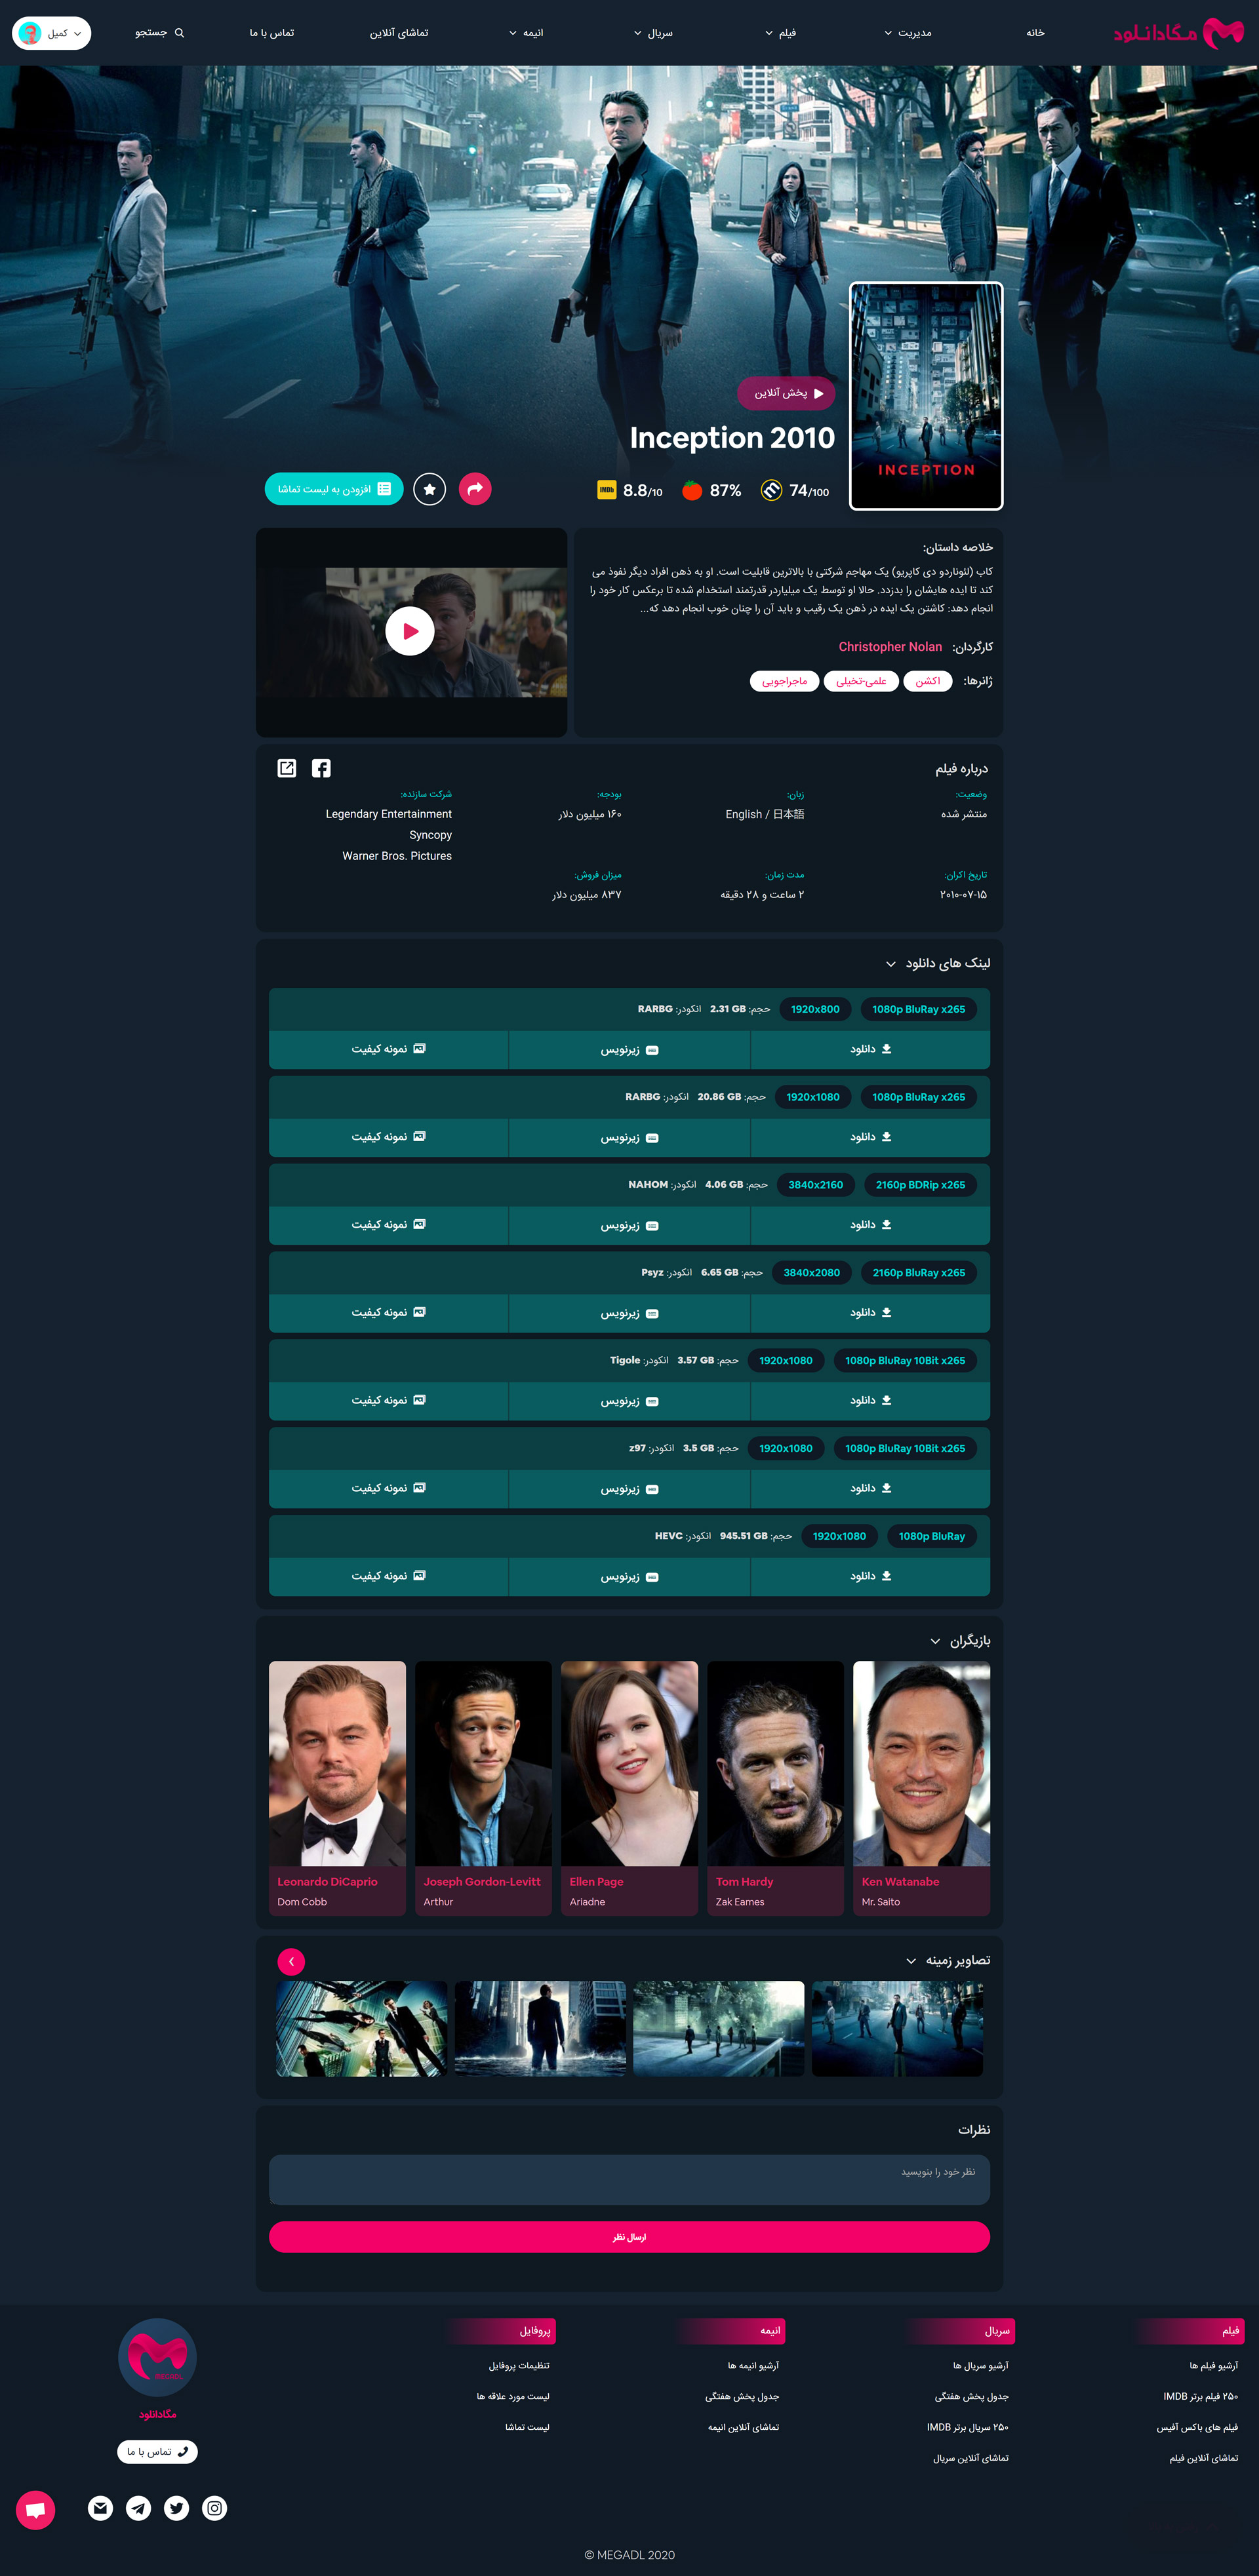 مگادانلود
خانه
مدیریت
فیلم
سریال
انیمه
تماشای آنلاین
تماس با ما
جستجو
کمیل
پخش آنلاین
Inception 2010
INCEPTION
74/100
87%
IMDb 8.8/10
افزودن به لیست تماشا
خلاصه داستان:
کاب (لئوناردو دی کاپریو) یک مهاجم شرکتی با بالاترین قابلیت است. او به ذهن افراد دیگر نفوذ می
کند تا ایده هایشان را بدزدد. حالا او توسط یک میلیاردر قدرتمند استخدام شده تا برعکس کار خود را
انجام دهد: کاشتن یک ایده در ذهن یک رقیب و باید آن را چنان خوب انجام دهد که...
کارگردان: Christopher Nolan
ژانرها: اکشن علمی-تخیلی ماجراجویی
درباره فیلم
وضعیت:
منتشر شده
زبان:
English / 日本語
بودجه:
۱۶۰ میلیون دلار
شرکت سازنده:
Legendary Entertainment
Syncopy
Warner Bros. Pictures
تاریخ اکران:
۲۰۱۰-۰۷-۱۵
مدت زمان:
۲ ساعت و ۲۸ دقیقه
میزان فروش:
۸۳۷ میلیون دلار
لینک های دانلود
1080p BluRay x265 1920x800 حجم: 2.31 GB انکودر: RARBG
دانلود زیرنویس نمونه کیفیت
1080p BluRay x265 1920x1080 حجم: 20.86 GB انکودر: RARBG
دانلود زیرنویس نمونه کیفیت
2160p BDRip x265 3840x2160 حجم: 4.06 GB انکودر: NAHOM
دانلود زیرنویس نمونه کیفیت
2160p BluRay x265 3840x2080 حجم: 6.65 GB انکودر: Psyz
دانلود زیرنویس نمونه کیفیت
1080p BluRay 10Bit x265 1920x1080 حجم: 3.57 GB انکودر: Tigole
دانلود زیرنویس نمونه کیفیت
1080p BluRay 10Bit x265 1920x1080 حجم: 3.5 GB انکودر: z97
دانلود زیرنویس نمونه کیفیت
1080p BluRay 1920x1080 حجم: 945.51 GB انکودر: HEVC
دانلود زیرنویس نمونه کیفیت
بازیگران
Leonardo DiCaprio
Dom Cobb
Joseph Gordon-Levitt
Arthur
Ellen Page
Ariadne
Tom Hardy
Zak Eames
Ken Watanabe
Mr. Saito
تصاویر زمینه
نظرات
نظر خود را بنویسید
ارسال نظر
فیلم
آرشیو فیلم ها
۲۵۰ فیلم برتر IMDB
فیلم های باکس آفیس
تماشای آنلاین فیلم
سریال
آرشیو سریال ها
جدول پخش هفتگی
۲۵۰ سریال برتر IMDB
تماشای آنلاین سریال
انیمه
آرشیو انیمه ها
جدول پخش هفتگی
تماشای آنلاین انیمه
پروفایل
تنظیمات پروفایل
لیست مورد علاقه ها
لیست تماشا
MEGADL
مگادانلود
تماس با ما
© MEGADL 2020